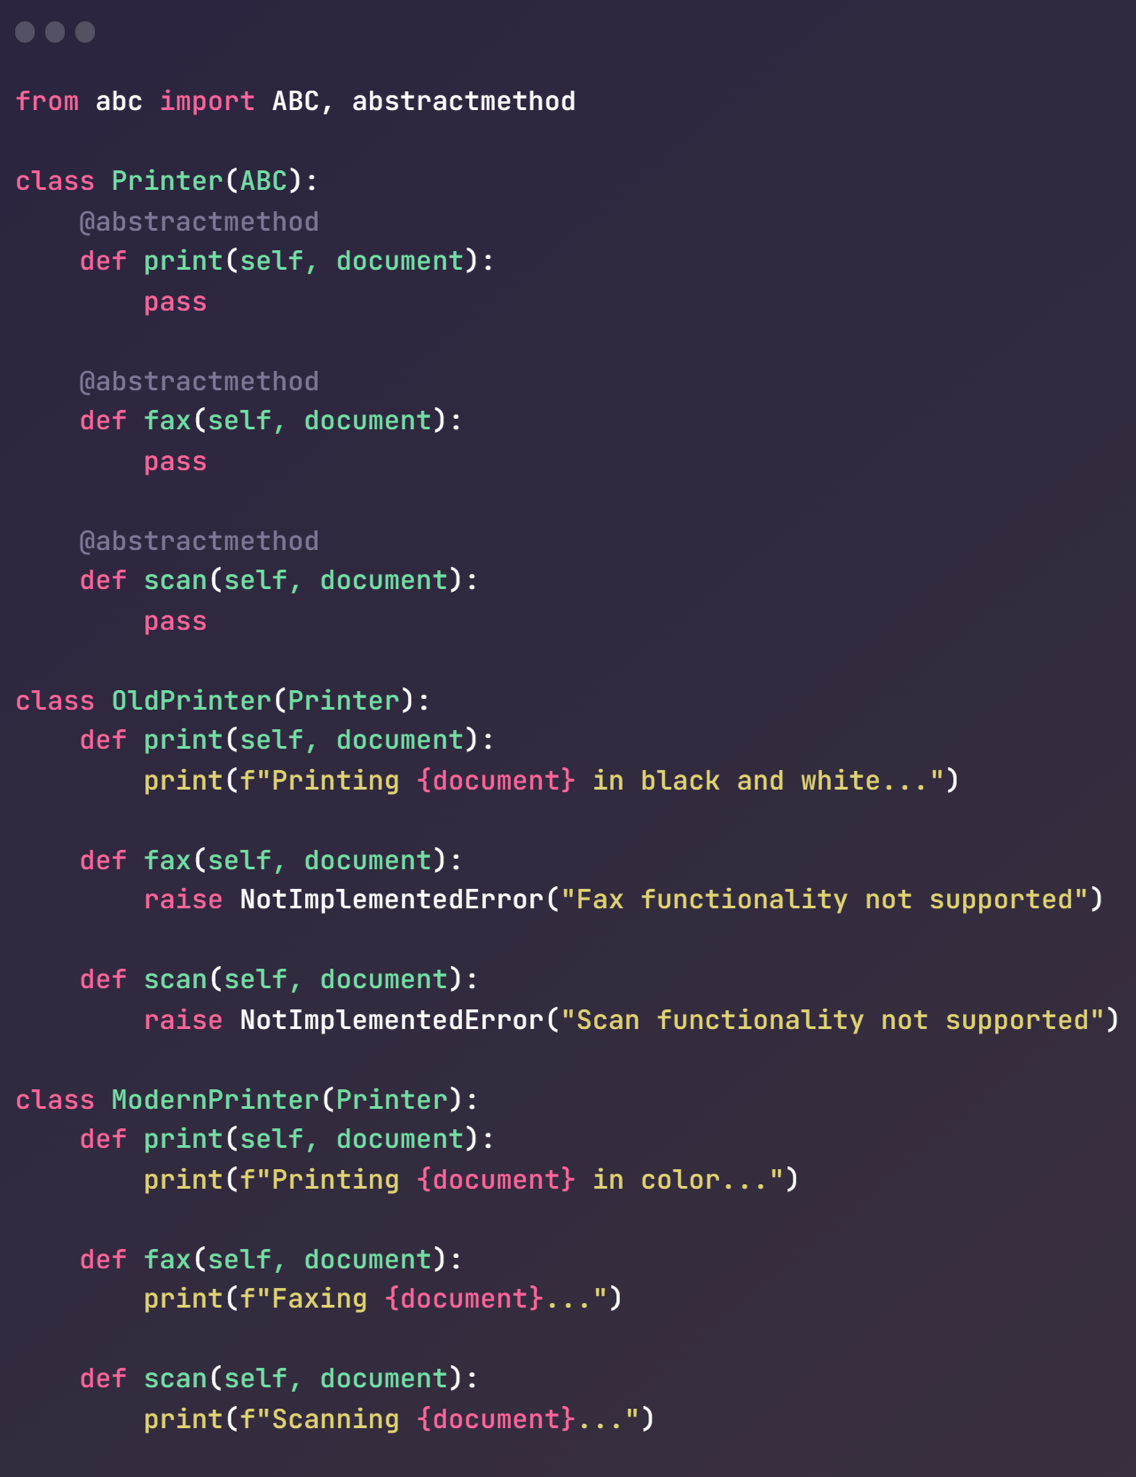 from abc import ABC, abstractmethod

class Printer(ABC):
    @abstractmethod
    def print(self, document):
        pass

    @abstractmethod
    def fax(self, document):
        pass

    @abstractmethod
    def scan(self, document):
        pass

class OldPrinter(Printer):
    def print(self, document):
        print(f"Printing {document} in black and white...")

    def fax(self, document):
        raise NotImplementedError("Fax functionality not supported")

    def scan(self, document):
        raise NotImplementedError("Scan functionality not supported")

class ModernPrinter(Printer):
    def print(self, document):
        print(f"Printing {document} in color...")

    def fax(self, document):
        print(f"Faxing {document}...")

    def scan(self, document):
        print(f"Scanning {document}...")